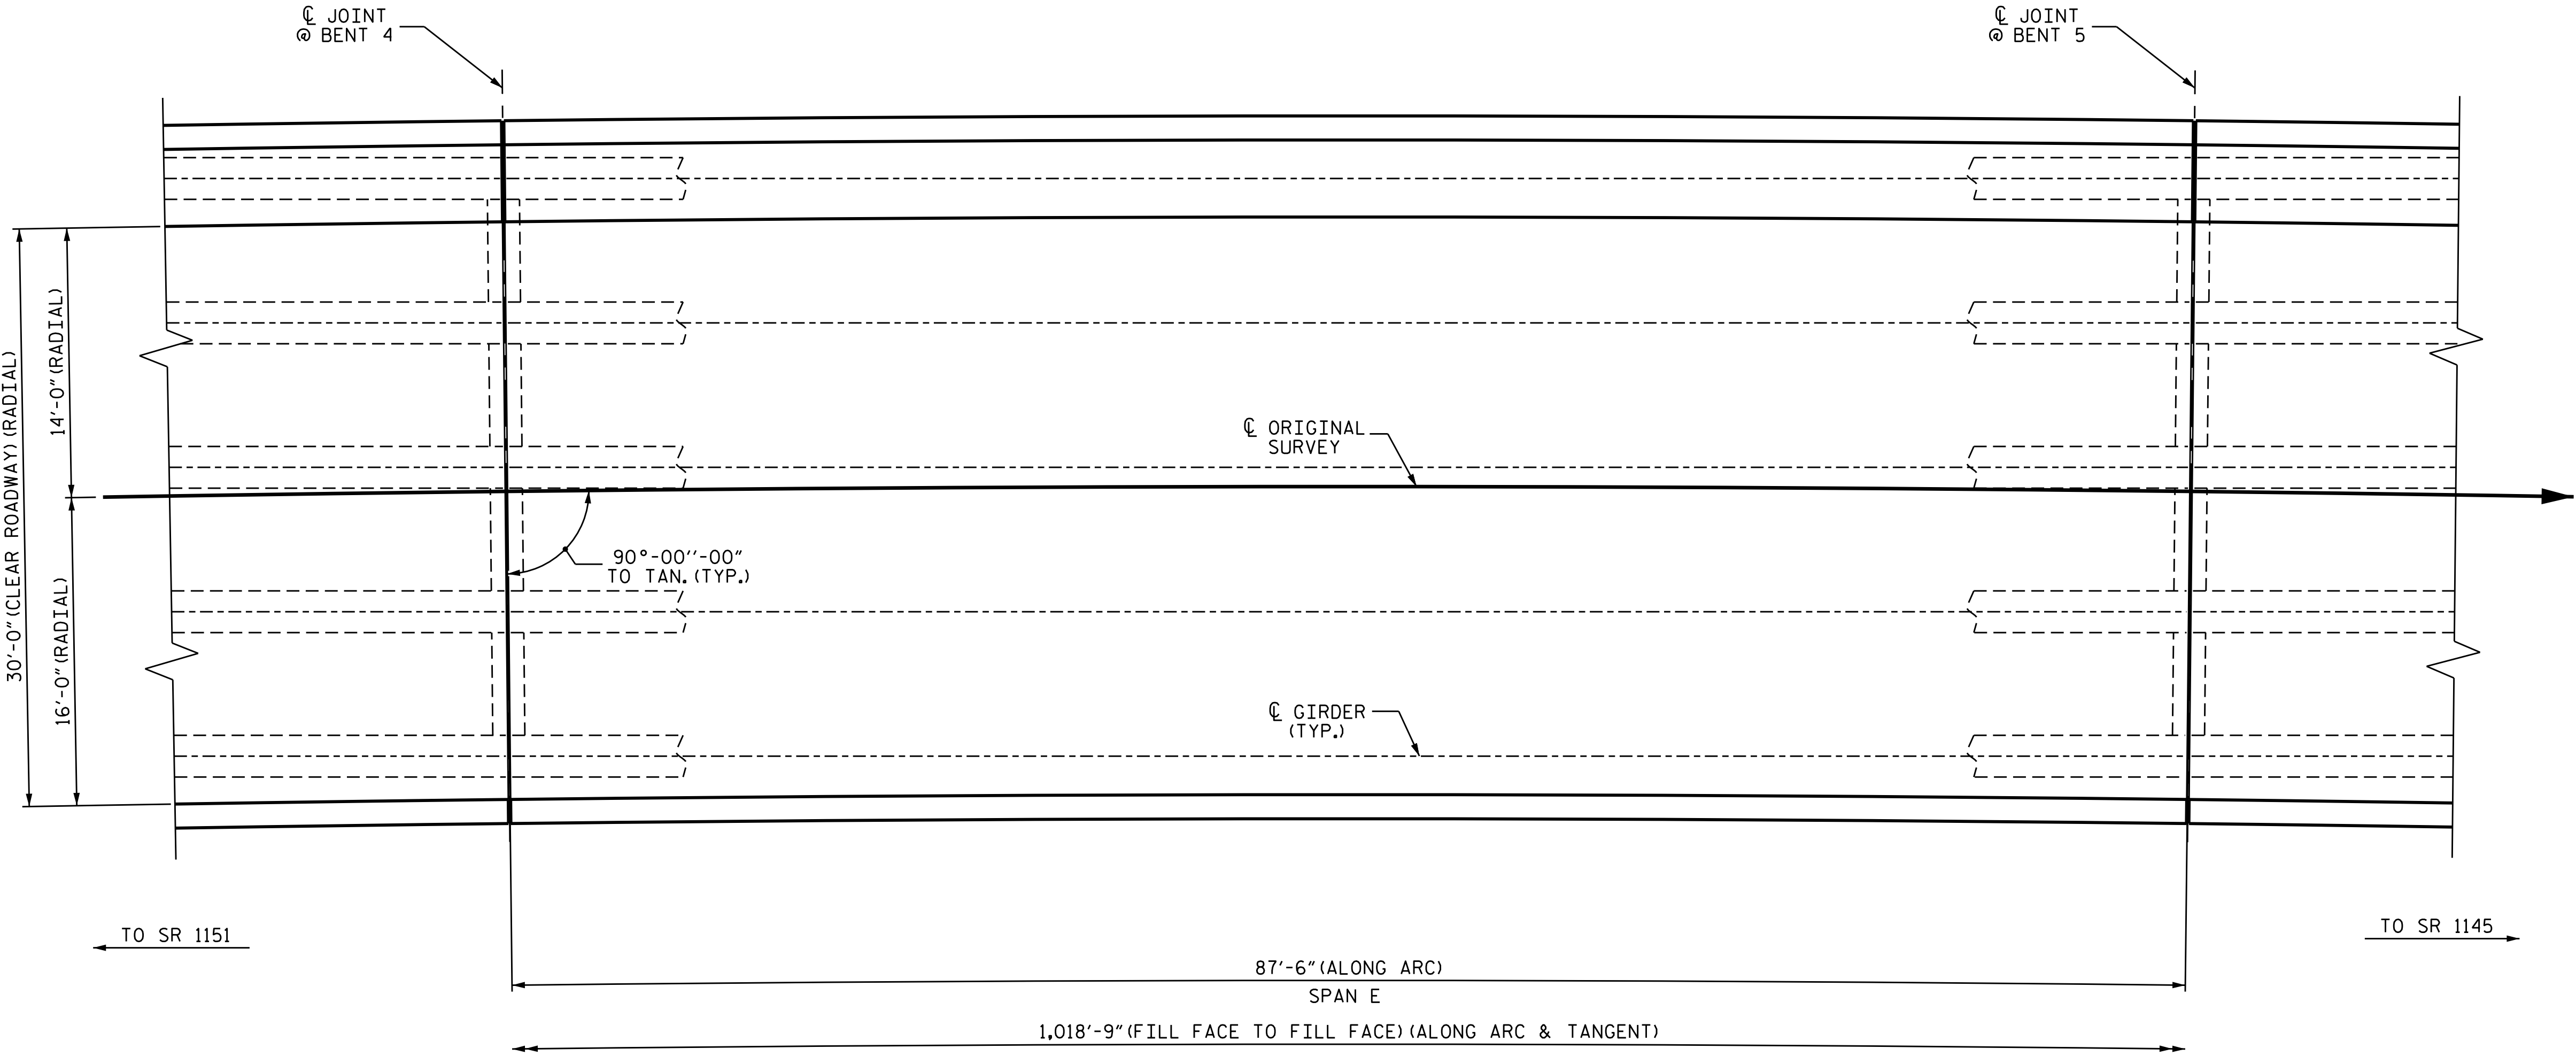 ℄ JOINT
@ BENT 4
℄ JOINT
@ BENT 5
30'-0" (CLEAR ROADWAY) (RADIAL)
14'-0" (RADIAL)
16'-0" (RADIAL)
℄ ORIGINAL
SURVEY
90°-00''-00"
TO TAN. (TYP.)
℄ GIRDER
(TYP.)
TO SR 1151
TO SR 1145
87'-6" (ALONG ARC)
SPAN E
1,018'-9" (FILL FACE TO FILL FACE) (ALONG ARC & TANGENT)